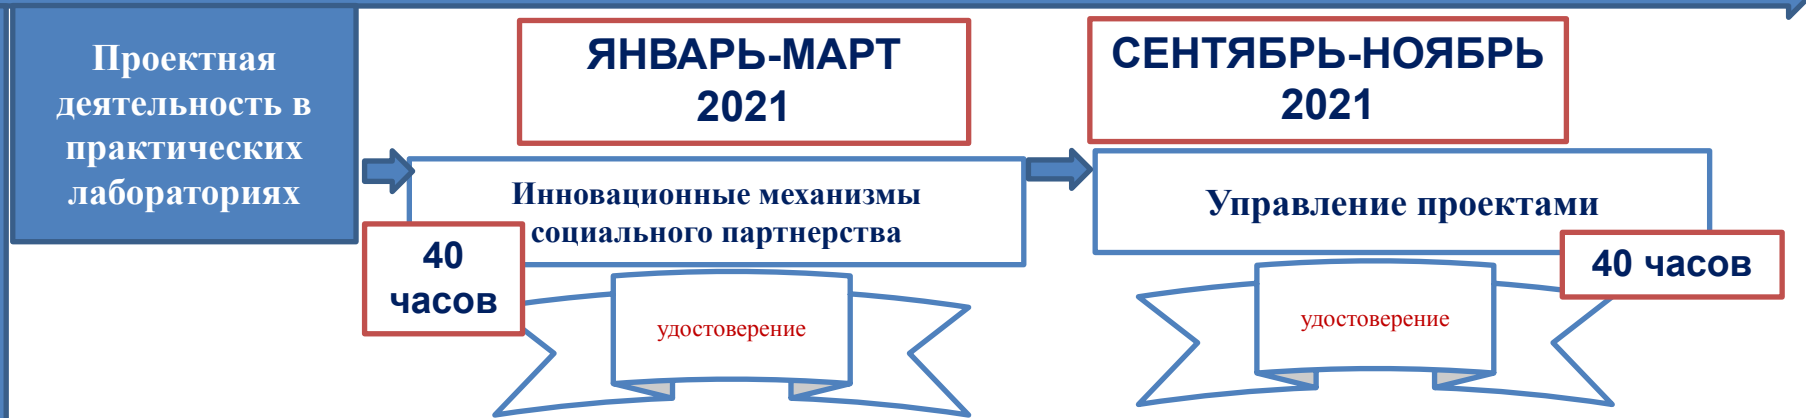 Проектная
деятельность в
практических
лабораториях
ЯНВАРЬ-МАРТ
2021
Инновационные механизмы
социального партнерства
40
часов
удостоверение
СЕНТЯБРЬ-НОЯБРЬ
2021
Управление проектами
40 часов
удостоверение